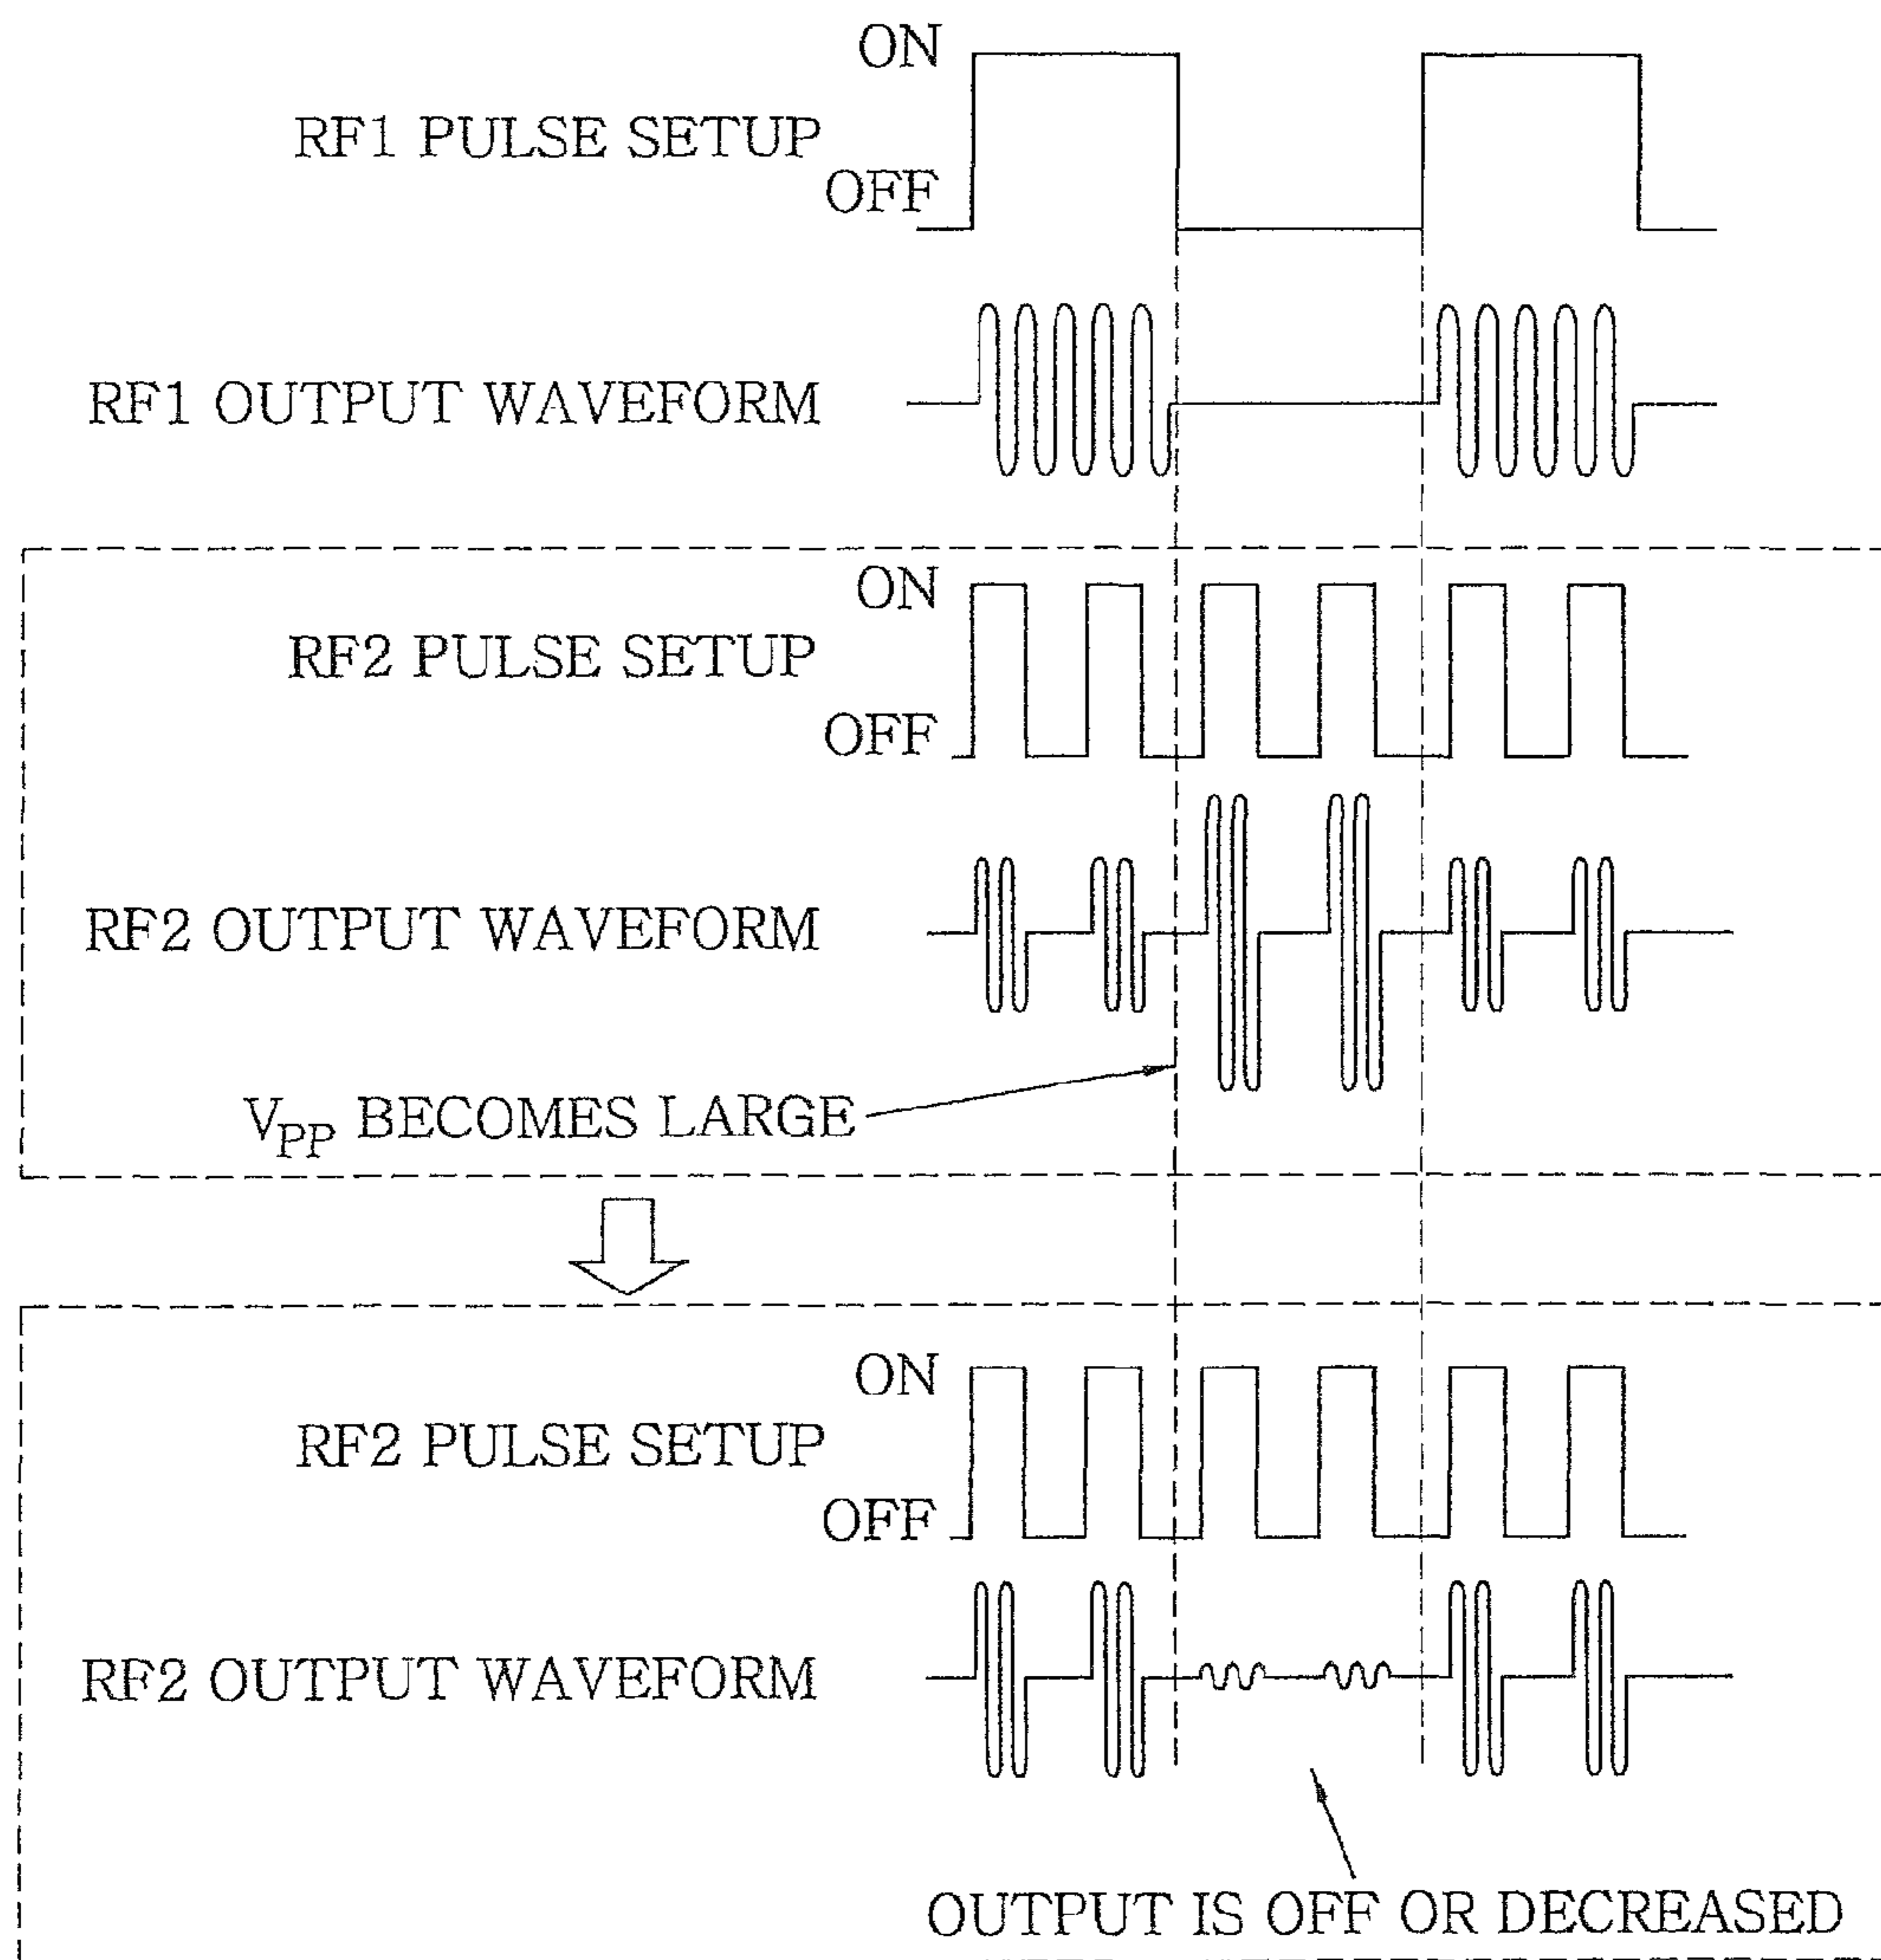 ON
RF1 PULSE SETUP
OFF
RF1 OUTPUT WAVEFORM
ON
RF2 PULSE SETUP
OFF
RF2 OUTPUT WAVEFORM
VPP BECOMES LARGE
ON
RF2 PULSE SETUP
OFF
RF2 OUTPUT WAVEFORM
OUTPUT IS OFF OR DECREASED